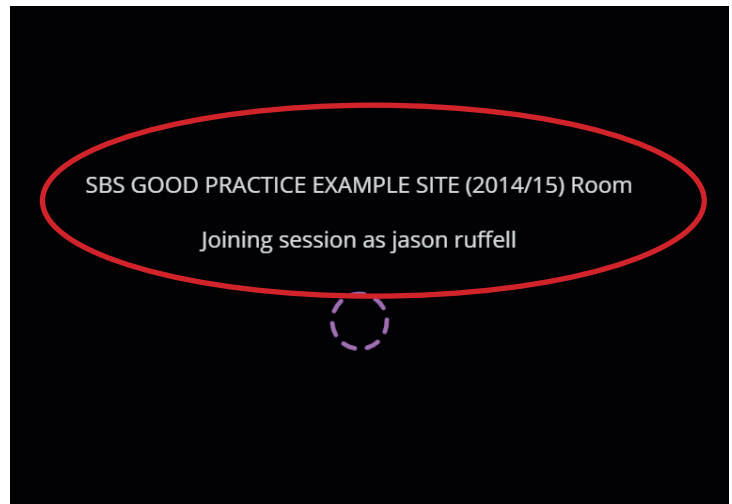 SBS GOOD PRACTICE EXAMPLE SITE (2014/15) Room
Joining session as jason ruffell